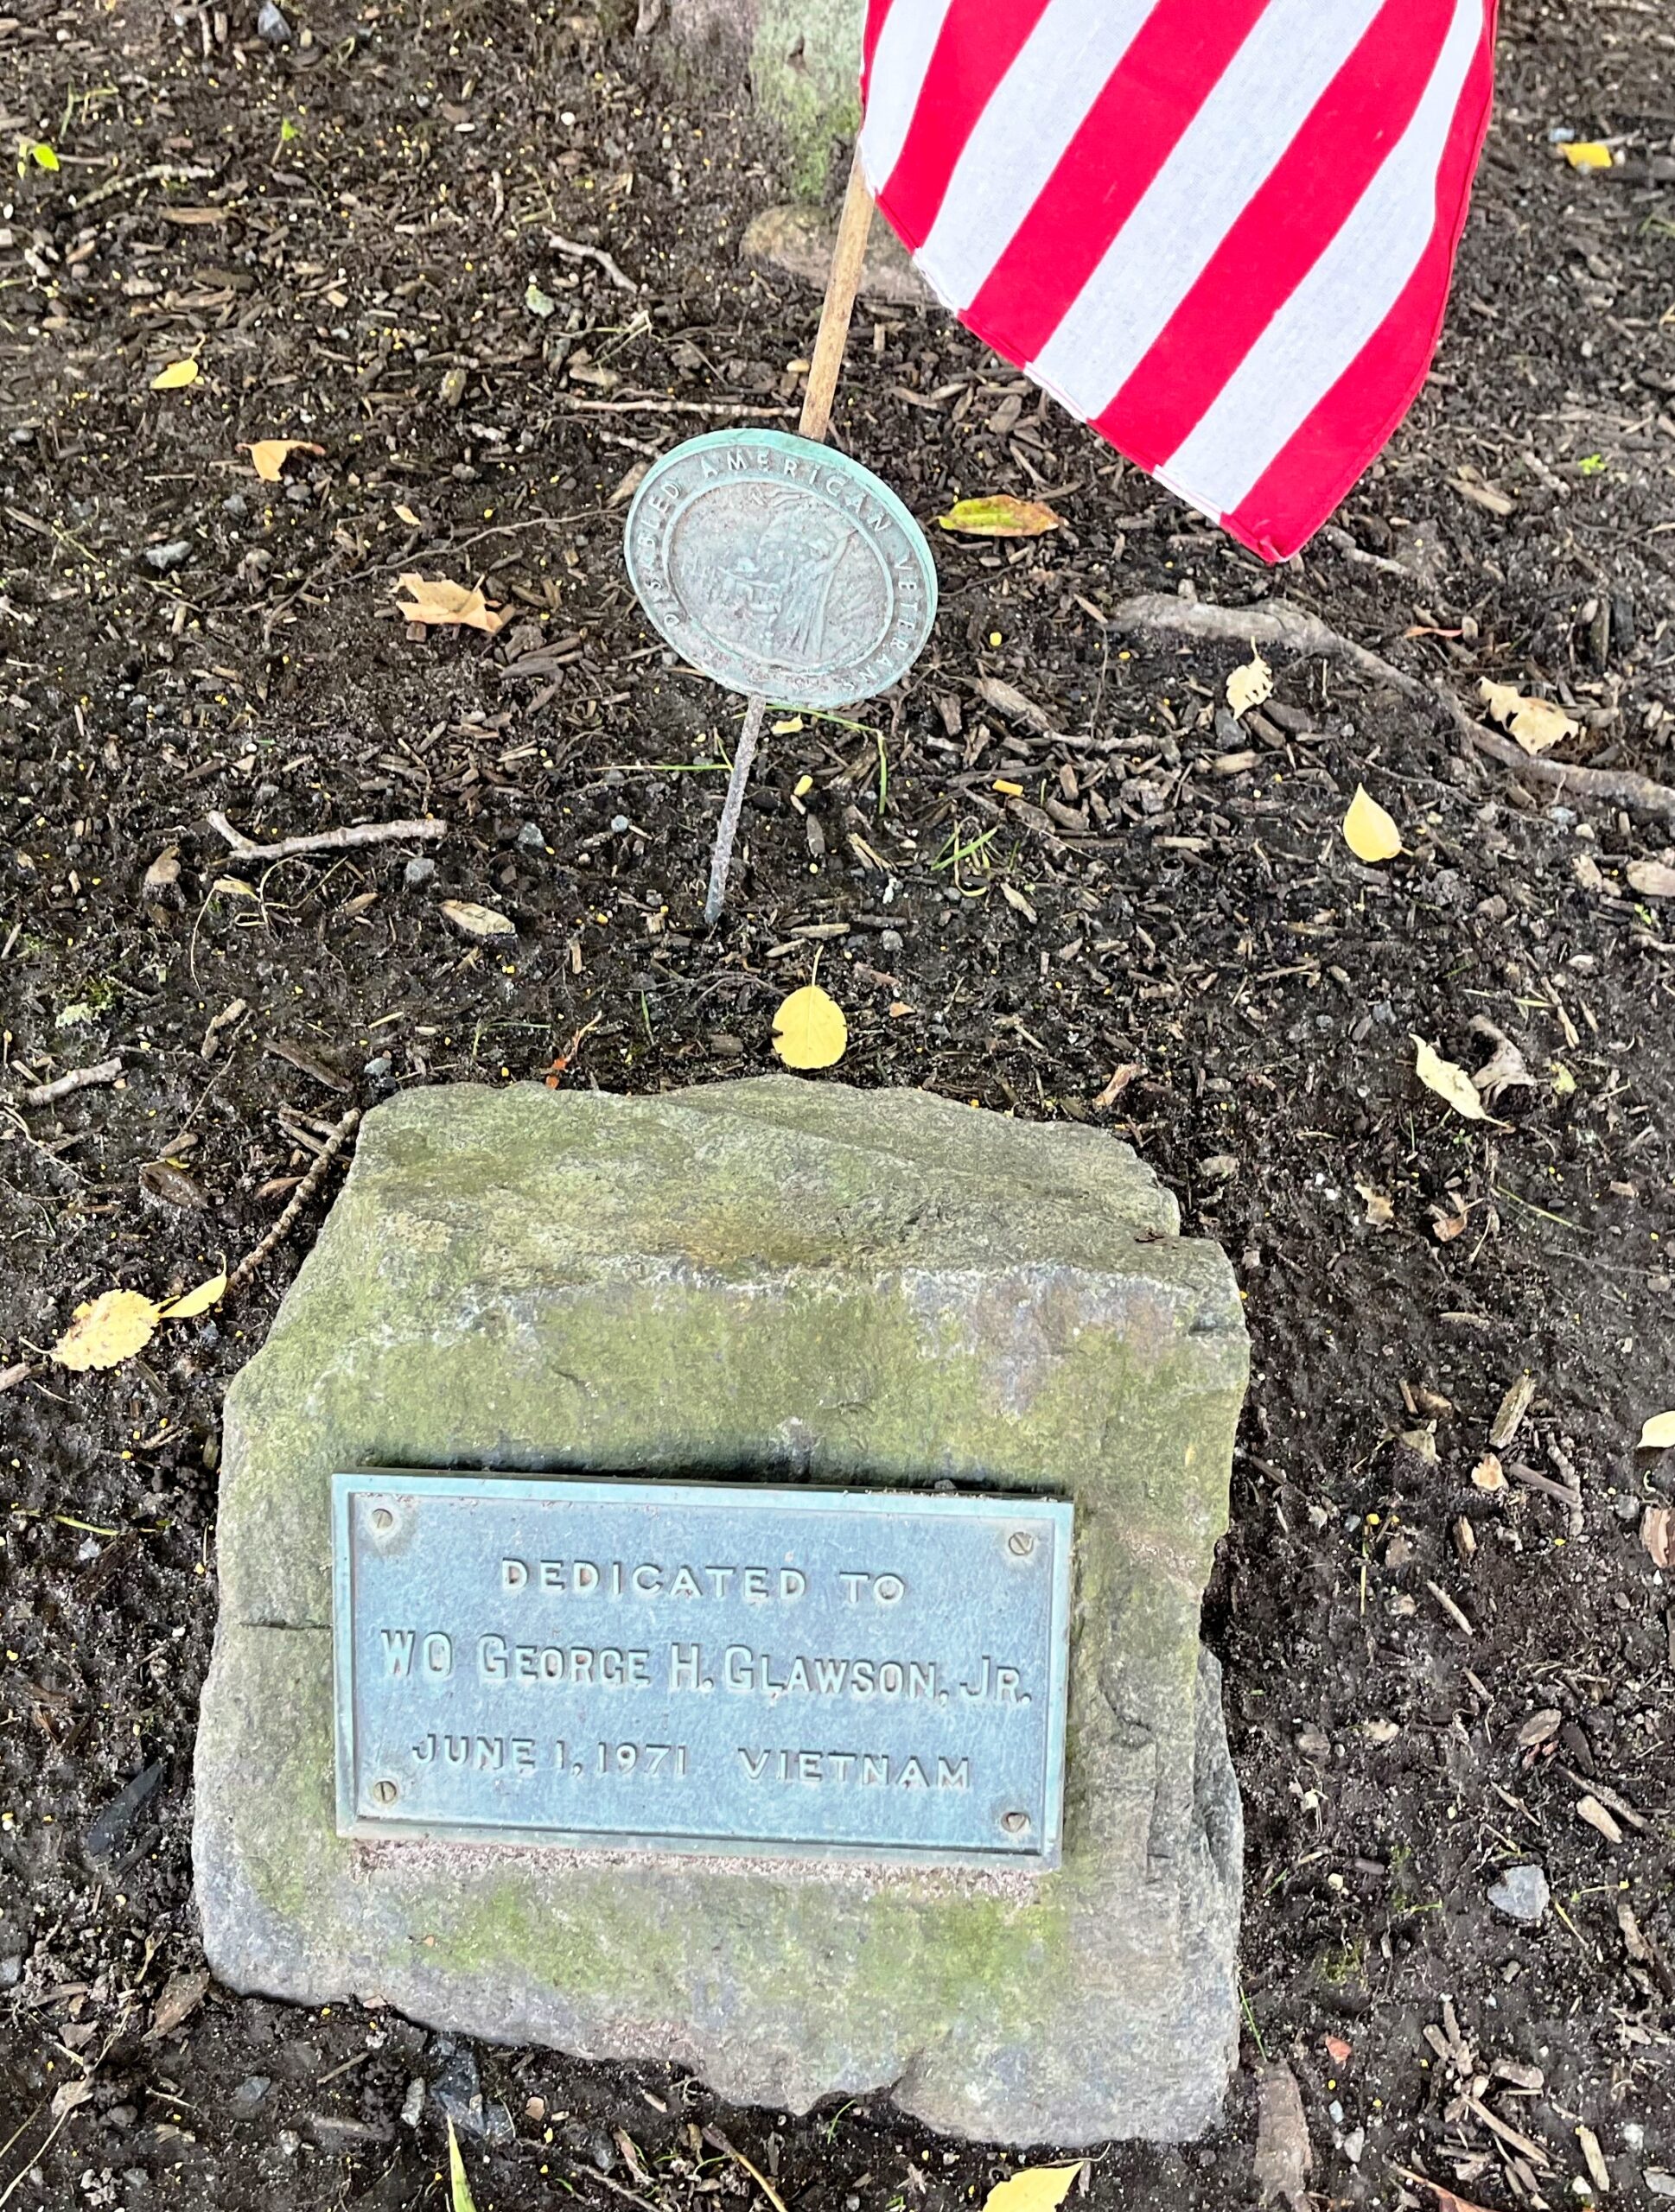 DISABLED AMERICAN VETERANS
DEDICATED TO
WO GEORGE H. GLAWSON, JR.
JUNE 1, 1971 VIETNAM